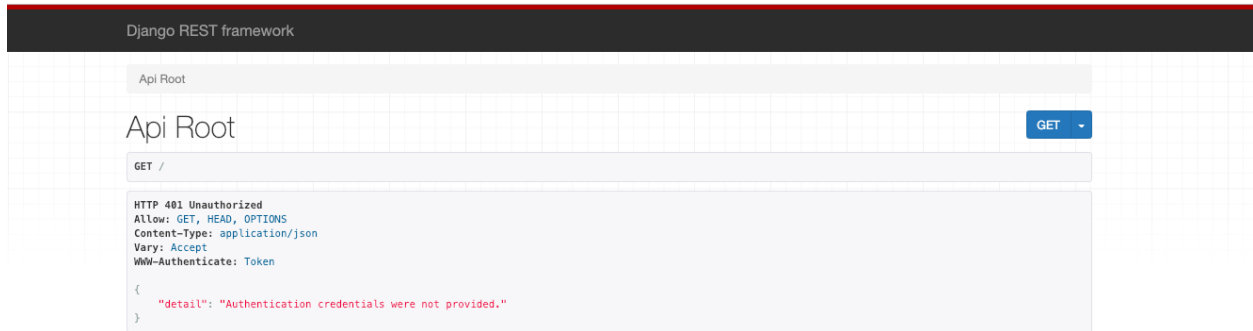 Django REST framework
Api Root
Api Root
GET
GET /
HTTP 401 Unauthorized
Allow: GET, HEAD, OPTIONS
Content-Type: application/json
Vary: Accept
WWW-Authenticate: Token
{
"detail": "Authentication credentials were not provided."
}